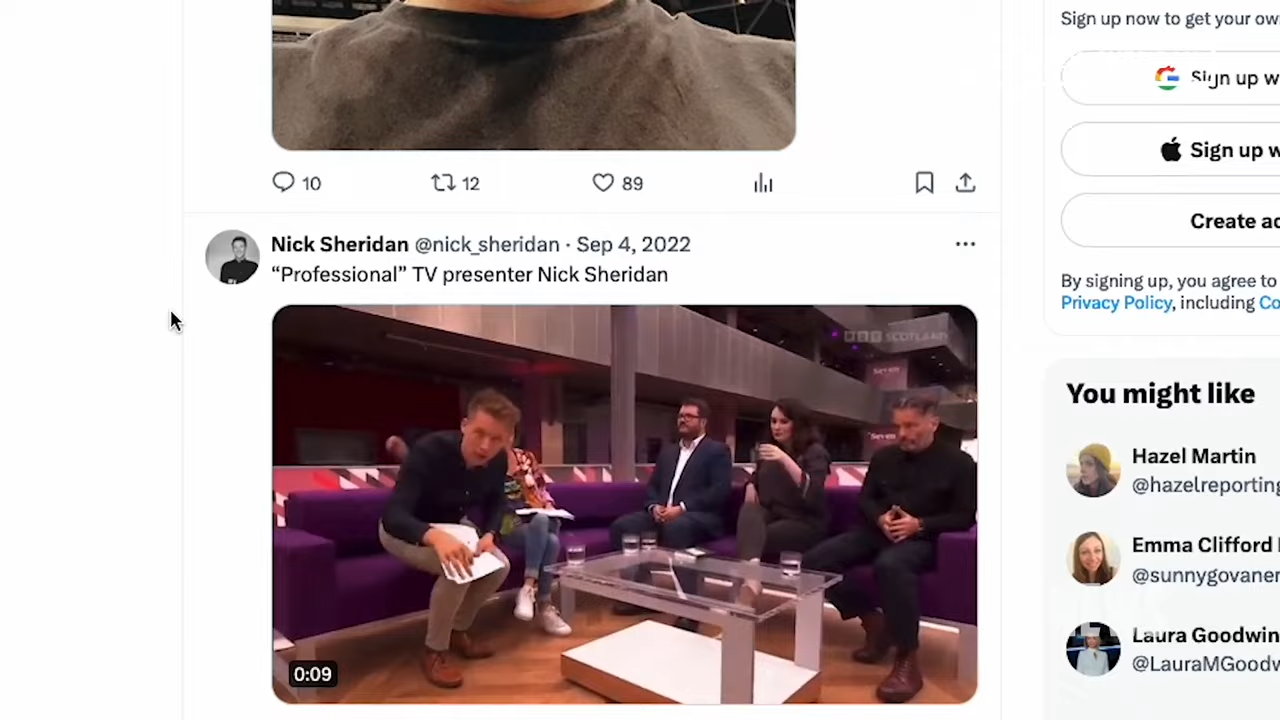 Sign up now to get your ow
Sign up w
10 12 89
Sign up w
Create ac
Nick Sheridan @nick_sheridan · Sep 4, 2022
“Professional” TV presenter Nick Sheridan
By signing up, you agree to
Privacy Policy, including Co
BBC SCOTLAND
Seven
You might like
Seven
Hazel Martin
@hazelreporting
Emma Clifford
@sunnygovaner
Laura Goodwin
@LauraMGoodw
0:09